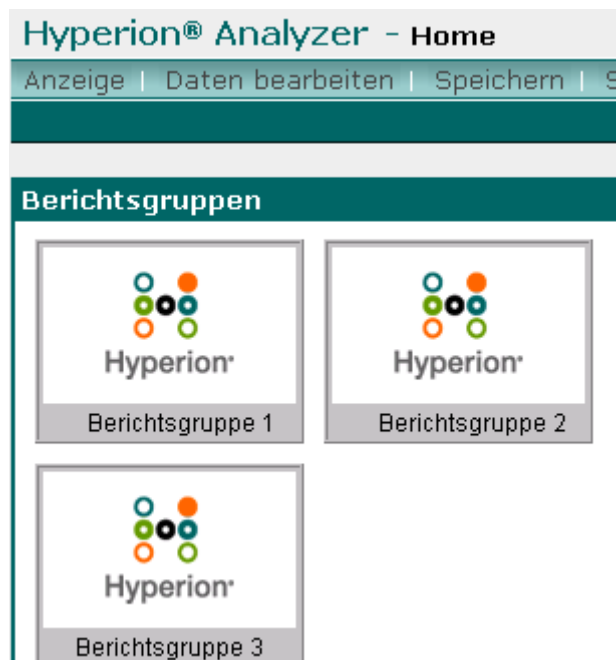 Hyperion® Analyzer - Home
Anzeige | Daten bearbeiten | Speichern |
Berichtsgruppen
Hyperion
Hyperion
Berichtsgruppe 1
Berichtsgruppe 2
Hyperion
Berichtsgruppe 3